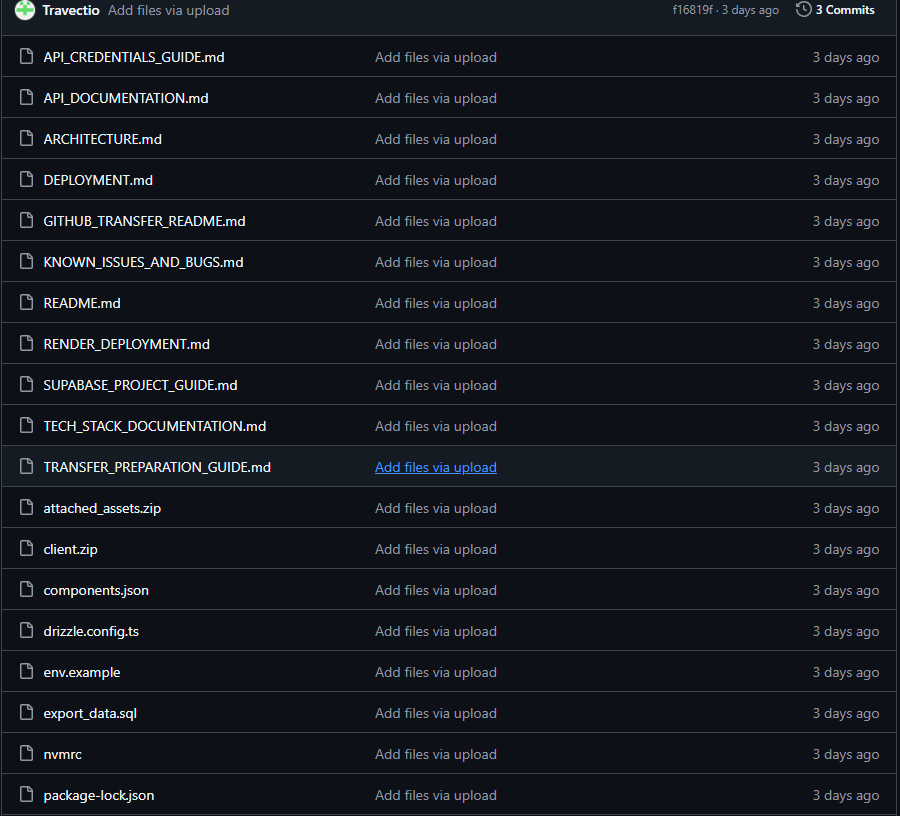 Travectio Add files via upload f16819f · 3 days ago 3 Commits
API_CREDENTIALS_GUIDE.md Add files via upload 3 days ago
API_DOCUMENTATION.md Add files via upload 3 days ago
ARCHITECTURE.md Add files via upload 3 days ago
DEPLOYMENT.md Add files via upload 3 days ago
GITHUB_TRANSFER_README.md Add files via upload 3 days ago
KNOWN_ISSUES_AND_BUGS.md Add files via upload 3 days ago
README.md Add files via upload 3 days ago
RENDER_DEPLOYMENT.md Add files via upload 3 days ago
SUPABASE_PROJECT_GUIDE.md Add files via upload 3 days ago
TECH_STACK_DOCUMENTATION.md Add files via upload 3 days ago
TRANSFER_PREPARATION_GUIDE.md Add files via upload 3 days ago
attached_assets.zip Add files via upload 3 days ago
client.zip Add files via upload 3 days ago
components.json Add files via upload 3 days ago
drizzle.config.ts Add files via upload 3 days ago
env.example Add files via upload 3 days ago
export_data.sql Add files via upload 3 days ago
nvmrc Add files via upload 3 days ago
package-lock.json Add files via upload 3 days ago